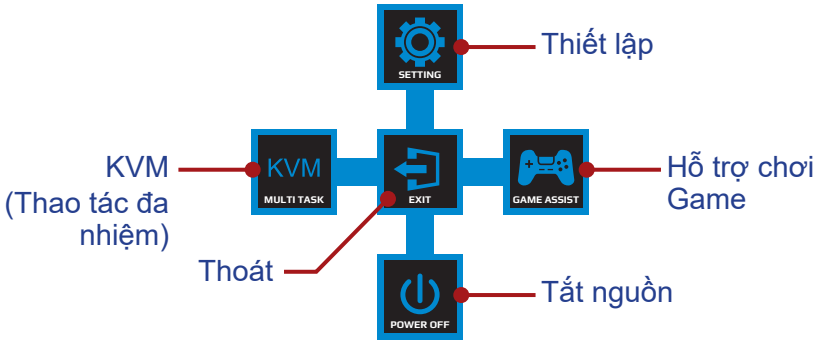 SETTING
Thiết lập
KVM
(Thao tác đa
nhiệm)
KVM
MULTI TASK
EXIT
GAME ASSIST
Hỗ trợ chơi
Game
Thoát
POWER OFF
Tắt nguồn